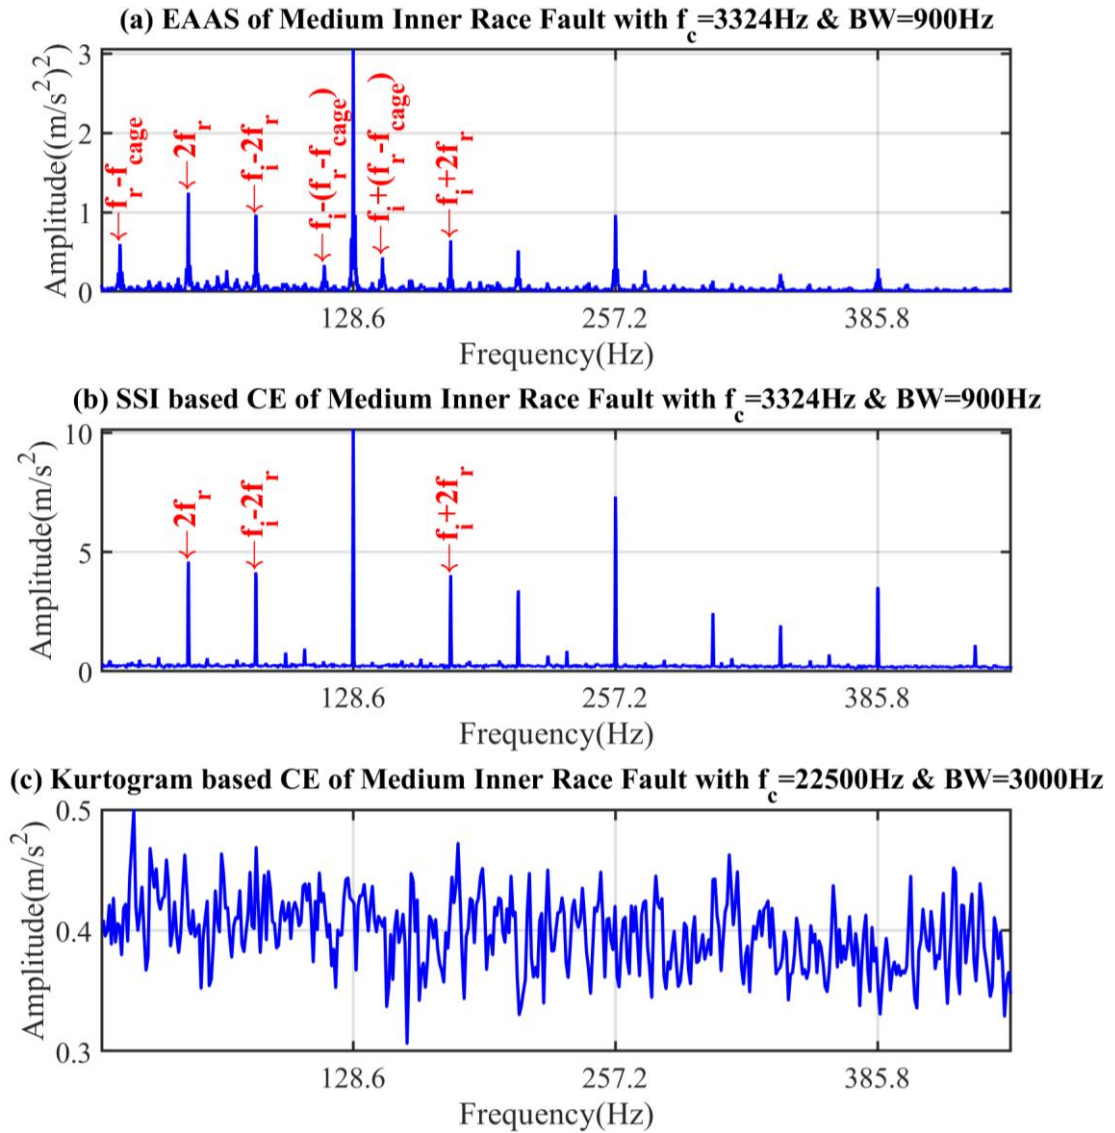 (a) EAAS of Medium Inner Race Fault with fc=3324Hz & BW=900Hz
Amplitude((m/s²)²)
3
2
1
0
←fr-fcage
←2fr
←fi-2fr
←fi-(fr-fcage)
←fi+(fr-fcage)
←fi+2fr
128.6 257.2 385.8
Frequency(Hz)
(b) SSI based CE of Medium Inner Race Fault with fc=3324Hz & BW=900Hz
Amplitude(m/s²)
10
5
0
←2fr
←fi-2fr
←fi+2fr
128.6 257.2 385.8
Frequency(Hz)
(c) Kurtogram based CE of Medium Inner Race Fault with fc=22500Hz & BW=3000Hz
Amplitude(m/s²)
0.5
0.4
0.3
128.6 257.2 385.8
Frequency(Hz)